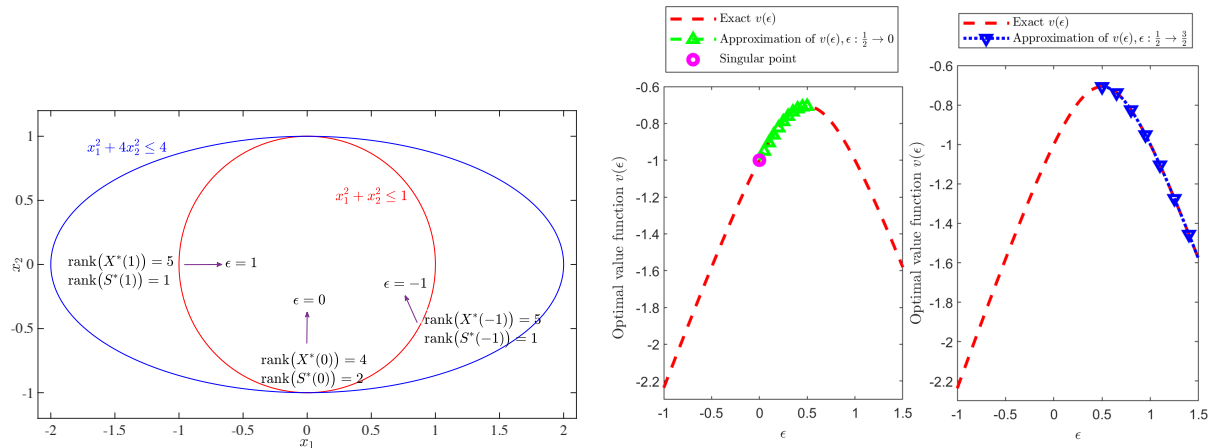 x₁² + 4x₂² ≤ 4
x₁² + x₂² ≤ 1
rank(X*(1)) = 5
rank(S*(1)) = 1
ϵ = 1
ϵ = 0
ϵ = −1
rank(X*(−1)) = 5
rank(S*(−1)) = 1
rank(X*(0)) = 4
rank(S*(0)) = 2
1
0.5
0
-0.5
-1
x₂
-2 -1.5 -1 -0.5 0 0.5 1 1.5 2
x₁
Exact v(ϵ)
Approximation of v(ϵ), ϵ : ½ → 0
Singular point
-0.6
-0.8
-1
-1.2
-1.4
-1.6
-1.8
-2
-2.2
Optimal value function v(ϵ)
-1 -0.5 0 0.5 1 1.5
ϵ
Exact v(ϵ)
Approximation of v(ϵ), ϵ : ½ → 3/2
-0.6
-0.8
-1
-1.2
-1.4
-1.6
-1.8
-2
-2.2
Optimal value function v(ϵ)
-1 -0.5 0 0.5 1 1.5
ϵ